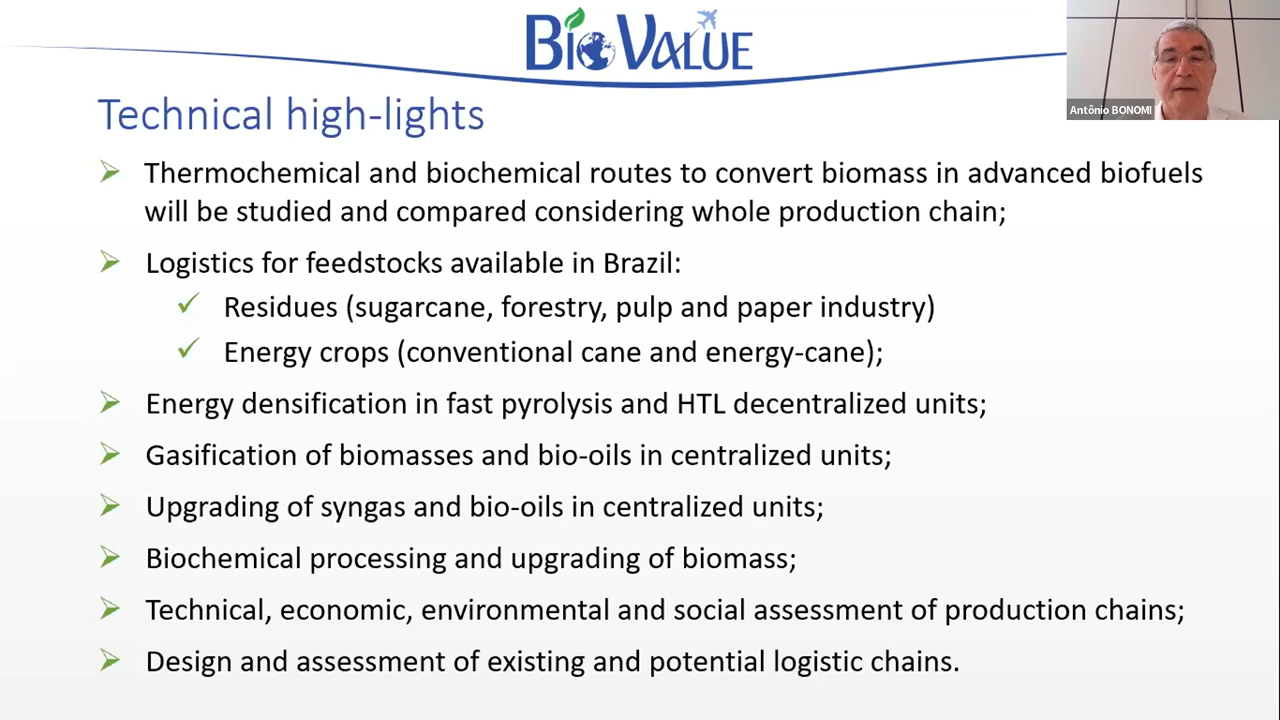 BioValue
Antônio BONOMI
Technical high-lights
Thermochemical and biochemical routes to convert biomass in advanced biofuels
will be studied and compared considering whole production chain;
Logistics for feedstocks available in Brazil:
Residues (sugarcane, forestry, pulp and paper industry)
Energy crops (conventional cane and energy-cane);
Energy densification in fast pyrolysis and HTL decentralized units;
Gasification of biomasses and bio-oils in centralized units;
Upgrading of syngas and bio-oils in centralized units;
Biochemical processing and upgrading of biomass;
Technical, economic, environmental and social assessment of production chains;
Design and assessment of existing and potential logistic chains.